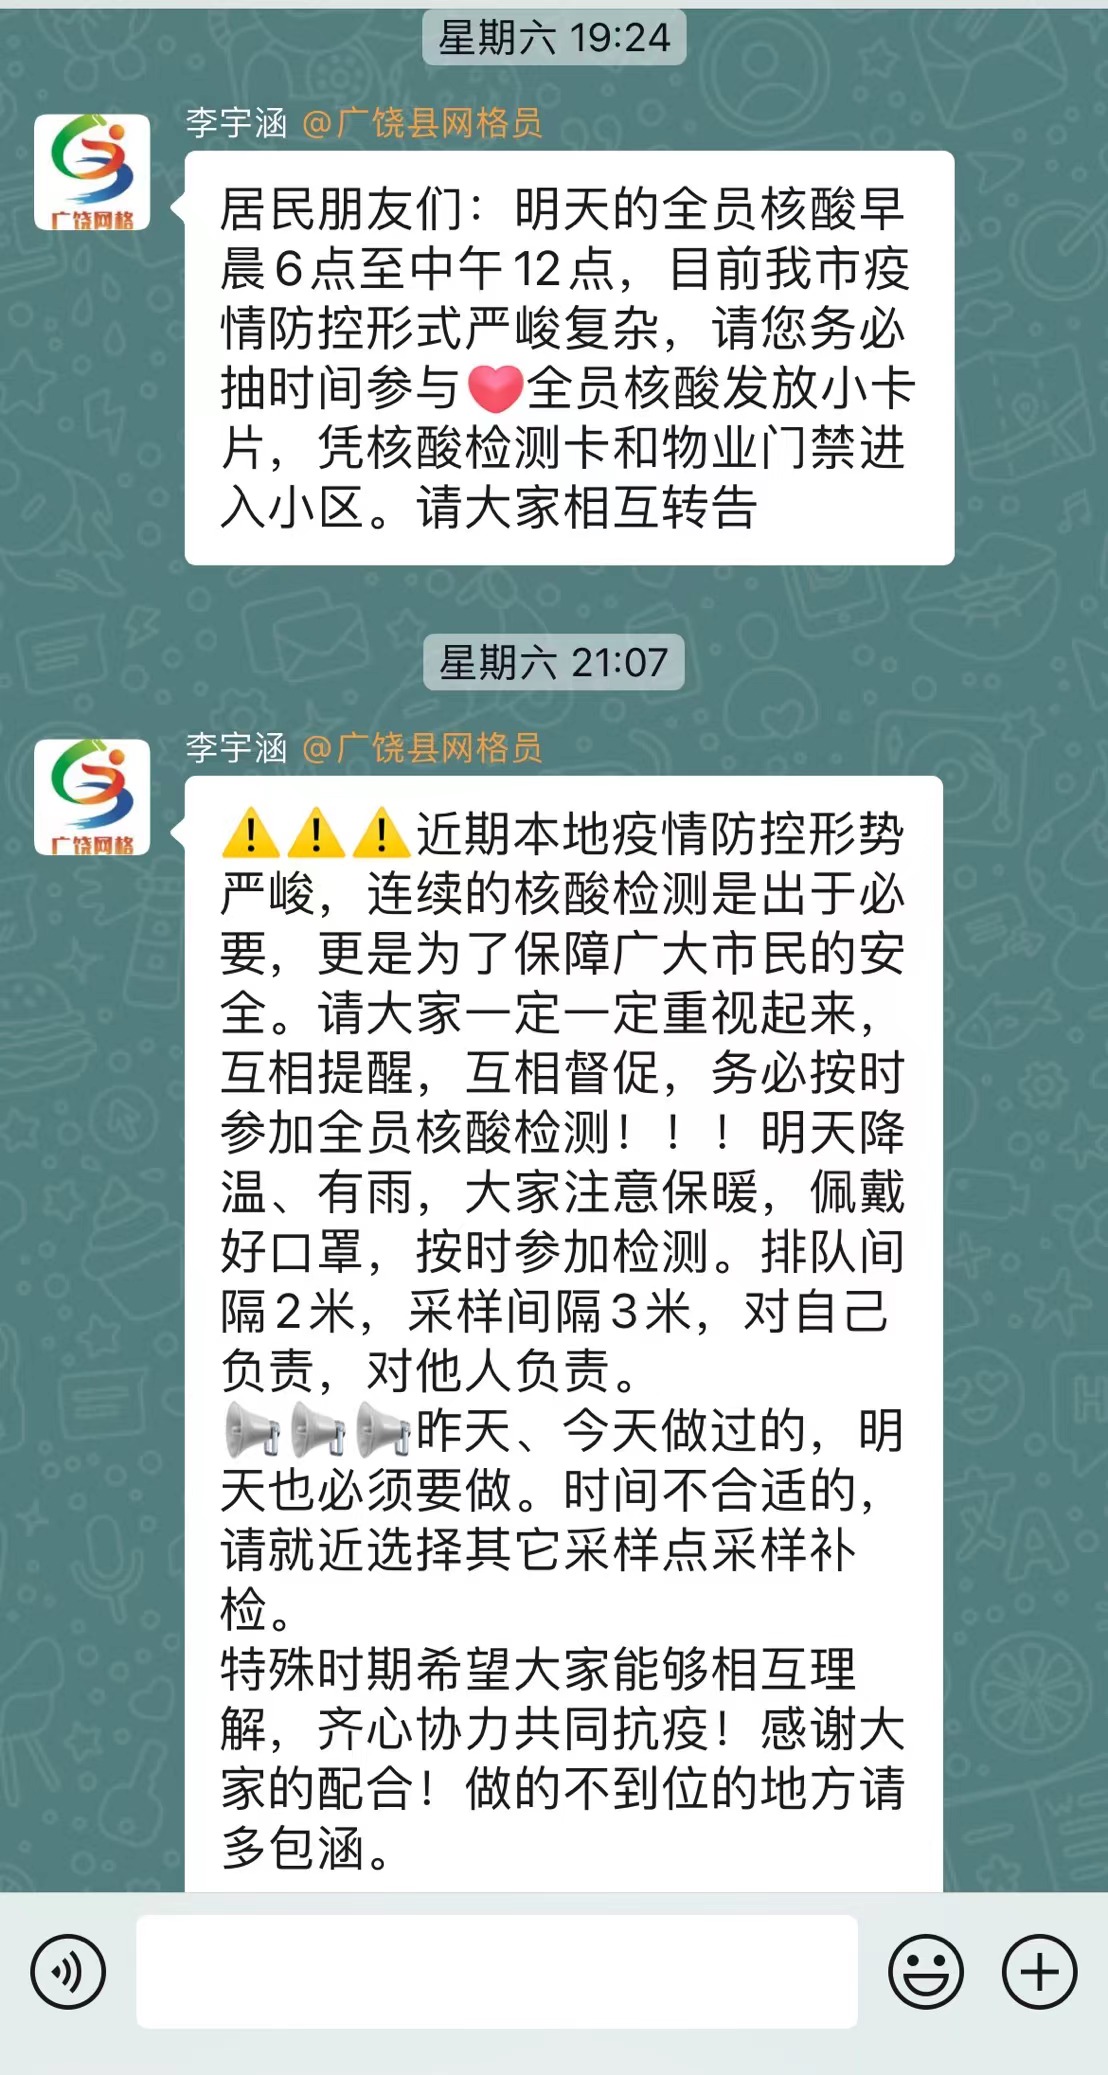 星期六 19:24
李宇涵 @广饶县网格员
广饶网格
居民朋友们：明天的全员核酸早
晨6点至中午12点，目前我市疫
情防控形式严峻复杂，请您务必
抽时间参与❤️全员核酸发放小卡
片，凭核酸检测卡和物业门禁进
入小区。请大家相互转告
星期六 21:07
李宇涵 @广饶县网格员
广饶网格
⚠️⚠️⚠️近期本地疫情防控形势
严峻，连续的核酸检测是出于必
要，更是为了保障广大市民的安
全。请大家一定一定重视起来，
互相提醒，互相督促，务必按时
参加全员核酸检测！！！明天降
温、有雨，大家注意保暖，佩戴
好口罩，按时参加检测。排队间
隔2米，采样间隔3米，对自己
负责，对他人负责。
📢📢📢昨天、今天做过的，明
天也必须要做。时间不合适的，
请就近选择其它采样点采样补
检。
特殊时期希望大家能够相互理
解，齐心协力共同抗疫！感谢大
家的配合！做的不到位的地方请
多包涵。